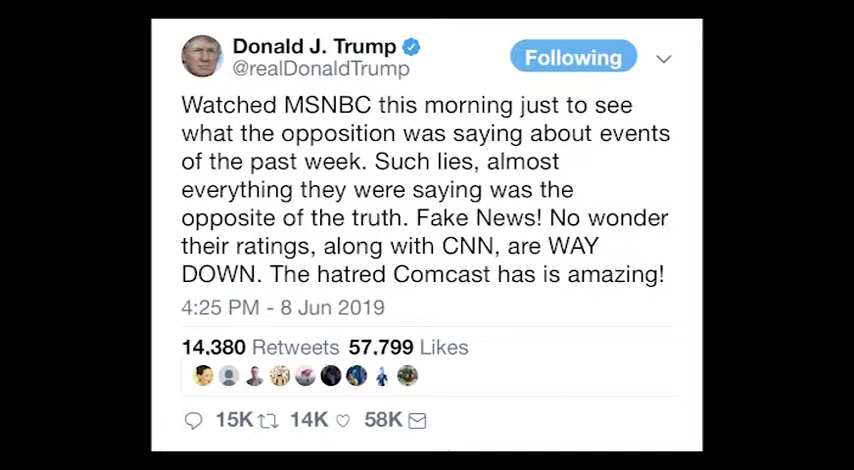 Donald J. Trump
@realDonaldTrump
Following
Watched MSNBC this morning just to see
what the opposition was saying about events
of the past week. Such lies, almost
everything they were saying was the
opposite of the truth. Fake News! No wonder
their ratings, along with CNN, are WAY
DOWN. The hatred Comcast has is amazing!
4:25 PM - 8 Jun 2019
14,380 Retweets 57,799 Likes
15K 14K 58K